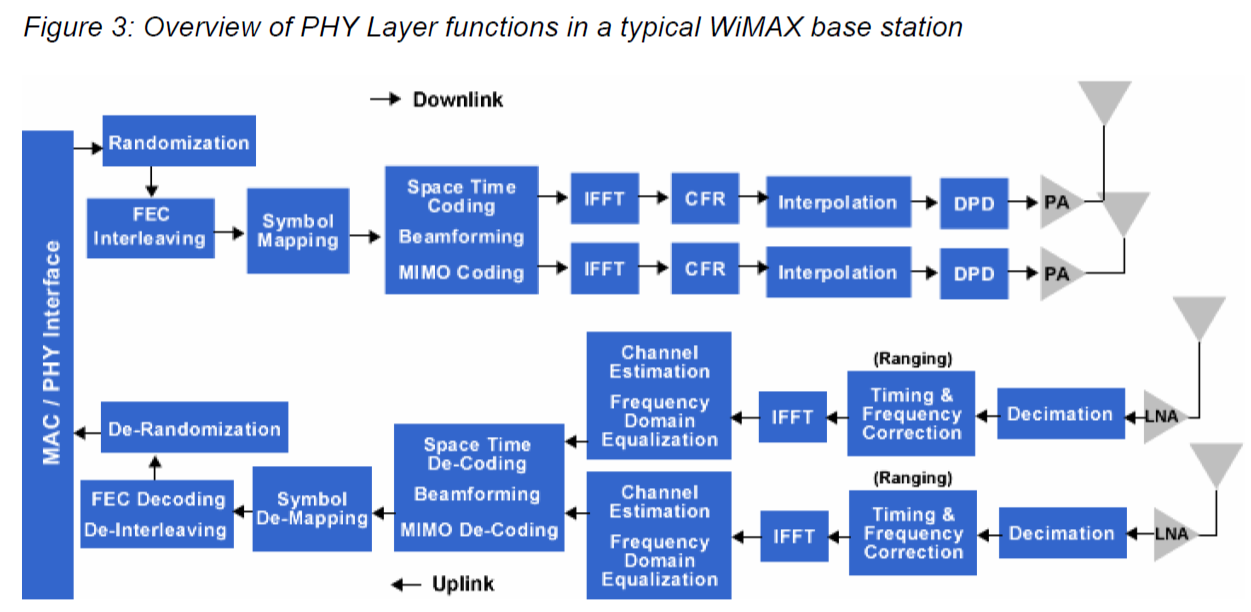 Figure 3: Overview of PHY Layer functions in a typical WiMAX base station
Downlink
MAC / PHY Interface
Randomization
FEC
Interleaving
Symbol
Mapping
Space Time
Coding
Beamforming
MIMO Coding
IFFT
CFR
Interpolation
DPD
PA
IFFT
CFR
Interpolation
DPD
PA
De-Randomization
FEC Decoding
De-Interleaving
Symbol
De-Mapping
Space Time
De-Coding
Beamforming
MIMO De-Coding
Channel
Estimation
Frequency
Domain
Equalization
IFFT
(Ranging)
Timing &
Frequency
Correction
Decimation
LNA
Channel
Estimation
Frequency
Domain
Equalization
IFFT
(Ranging)
Timing &
Frequency
Correction
Decimation
LNA
Uplink